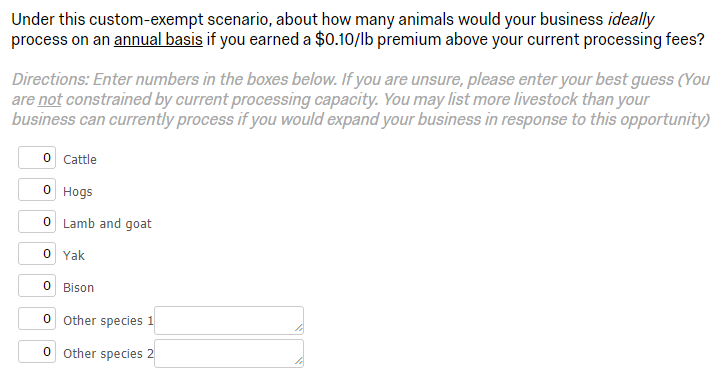 Under this custom-exempt scenario, about how many animals would your business ideally
process on an annual basis if you earned a $0.10/lb premium above your current processing fees?
Directions: Enter numbers in the boxes below. If you are unsure, please enter your best guess (You
are not constrained by current processing capacity. You may list more livestock than your
business can currently process if you would expand your business in response to this opportunity)
0 Cattle
0 Hogs
0 Lamb and goat
0 Yak
0 Bison
0 Other species 1
0 Other species 2